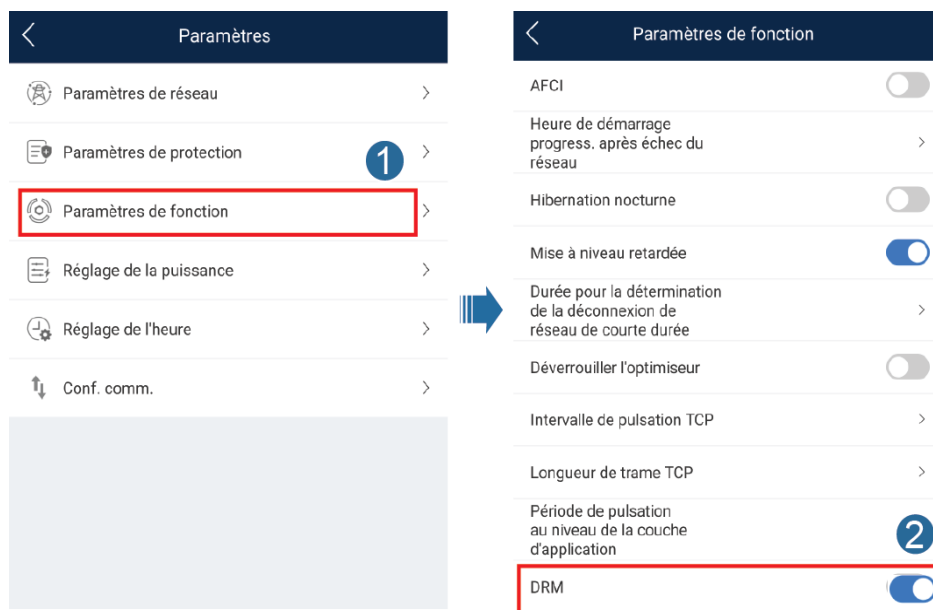 Paramètres
Paramètres de réseau
Paramètres de protection
1
Paramètres de fonction
Réglage de la puissance
Réglage de l'heure
Conf. comm.
Paramètres de fonction
AFCI
Heure de démarrage
progress. après échec du
réseau
Hibernation nocturne
Mise à niveau retardée
Durée pour la détermination
de la déconnexion de
réseau de courte durée
Déverrouiller l'optimiseur
Intervalle de pulsation TCP
Longueur de trame TCP
Période de pulsation
au niveau de la couche
d'application
2
DRM